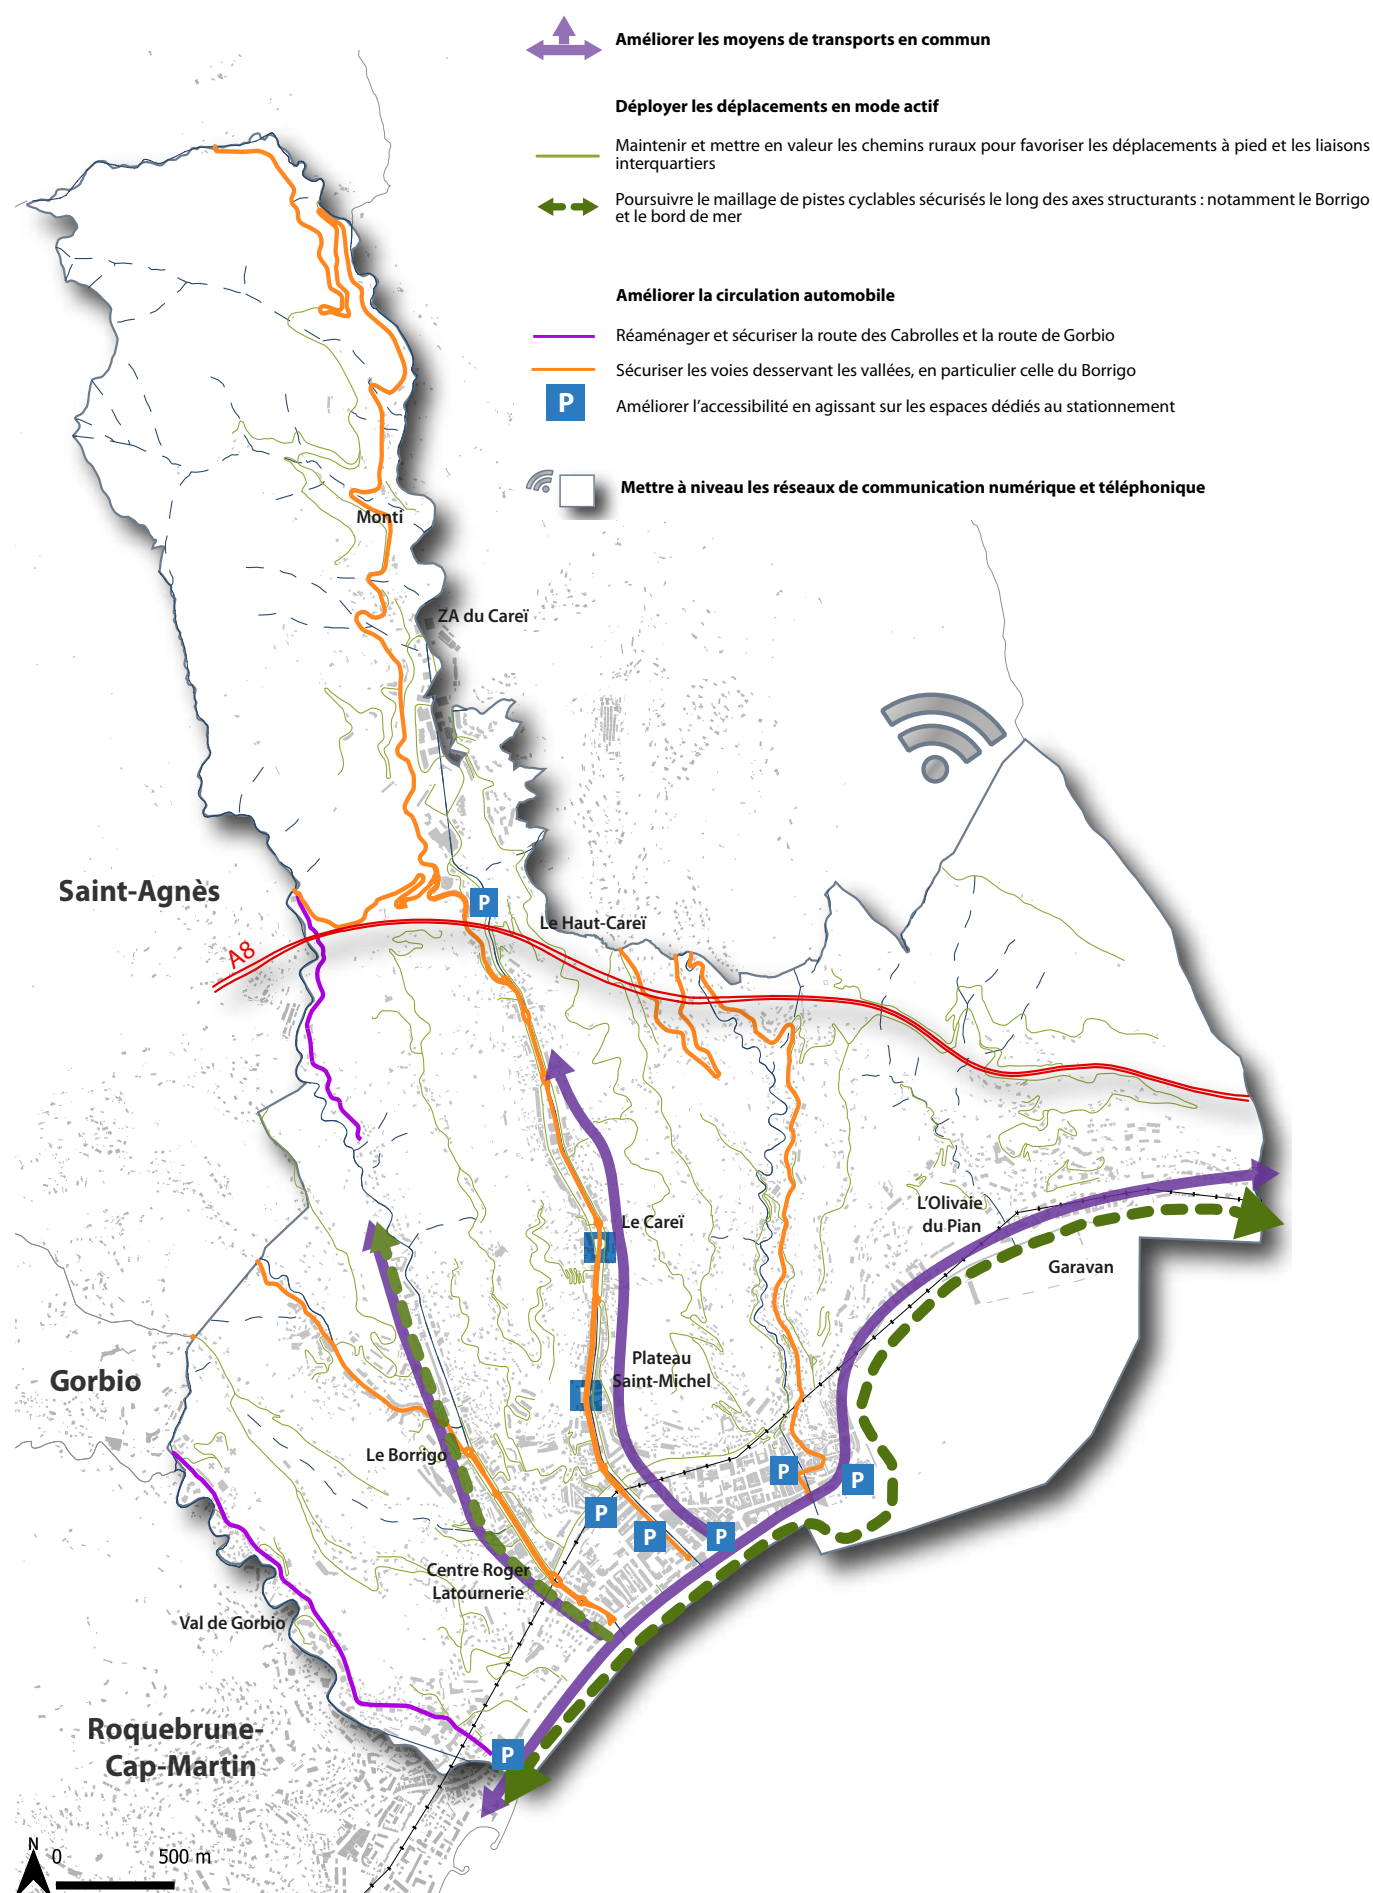 Améliorer les moyens de transports en commun
Déployer les déplacements en mode actif
Maintenir et mettre en valeur les chemins ruraux pour favoriser les déplacements à pied et les liaisons
interquartiers
Poursuivre le maillage de pistes cyclables sécurisés le long des axes structurants : notamment le Borrigo
et le bord de mer
Améliorer la circulation automobile
Réaménager et sécuriser la route des Cabrolles et la route de Gorbio
Sécuriser les voies desservant les vallées, en particulier celle du Borrigo
P
Améliorer l'accessibilité en agissant sur les espaces dédiés au stationnement
Mettre à niveau les réseaux de communication numérique et téléphonique
Monti
ZA du Careï
Saint-Agnès
P
Le Haut-Careï
A8
L'Olivaie
du Pian
Le Careï
P
Garavan
Plateau
Saint-Michel
Gorbio
P
Le Borrigo
P
P
P
P
P
Centre Roger
Latournerie
Val de Gorbio
Roquebrune-
Cap-Martin
P
N
0
500 m